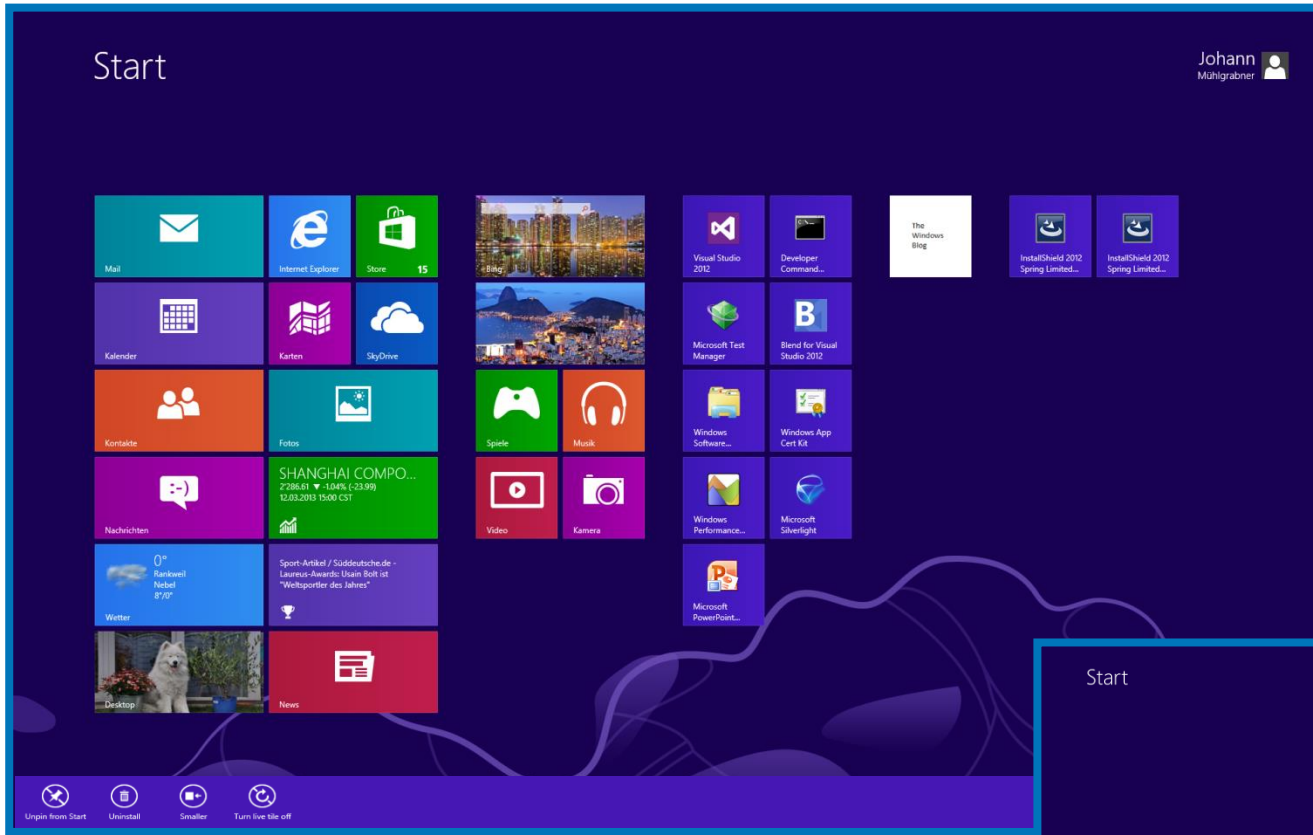 Start
Johann
Mühlgrabner
Mail
Internet Explorer
Store
15
Bing
Visual Studio
2012
Developer
Command...
The
Windows
Blog
InstallShield 2012
Spring Limited...
InstallShield 2012
Spring Limited...
Kalender
Karten
SkyDrive
Microsoft Test
Manager
Blend for Visual
Studio 2012
Kontakte
Fotos
Spiele
Musik
Windows
Software...
Windows App
Cert Kit
Nachrichten
SHANGHAI COMPO...
2'286.61 ▼ -1.04% (-23.99)
12.03.2013 15:00 CST
Video
Kamera
Windows
Performance...
Microsoft
Silverlight
0°
Rankweil
Nebel
8°/0°
Wetter
Sport-Artikel / Süddeutsche.de -
Laureus-Awards: Usain Bolt ist
"Weltsportler des Jahres"
Microsoft
PowerPoint...
Desktop
News
Start
Unpin from Start
Uninstall
Smaller
Turn live tile off